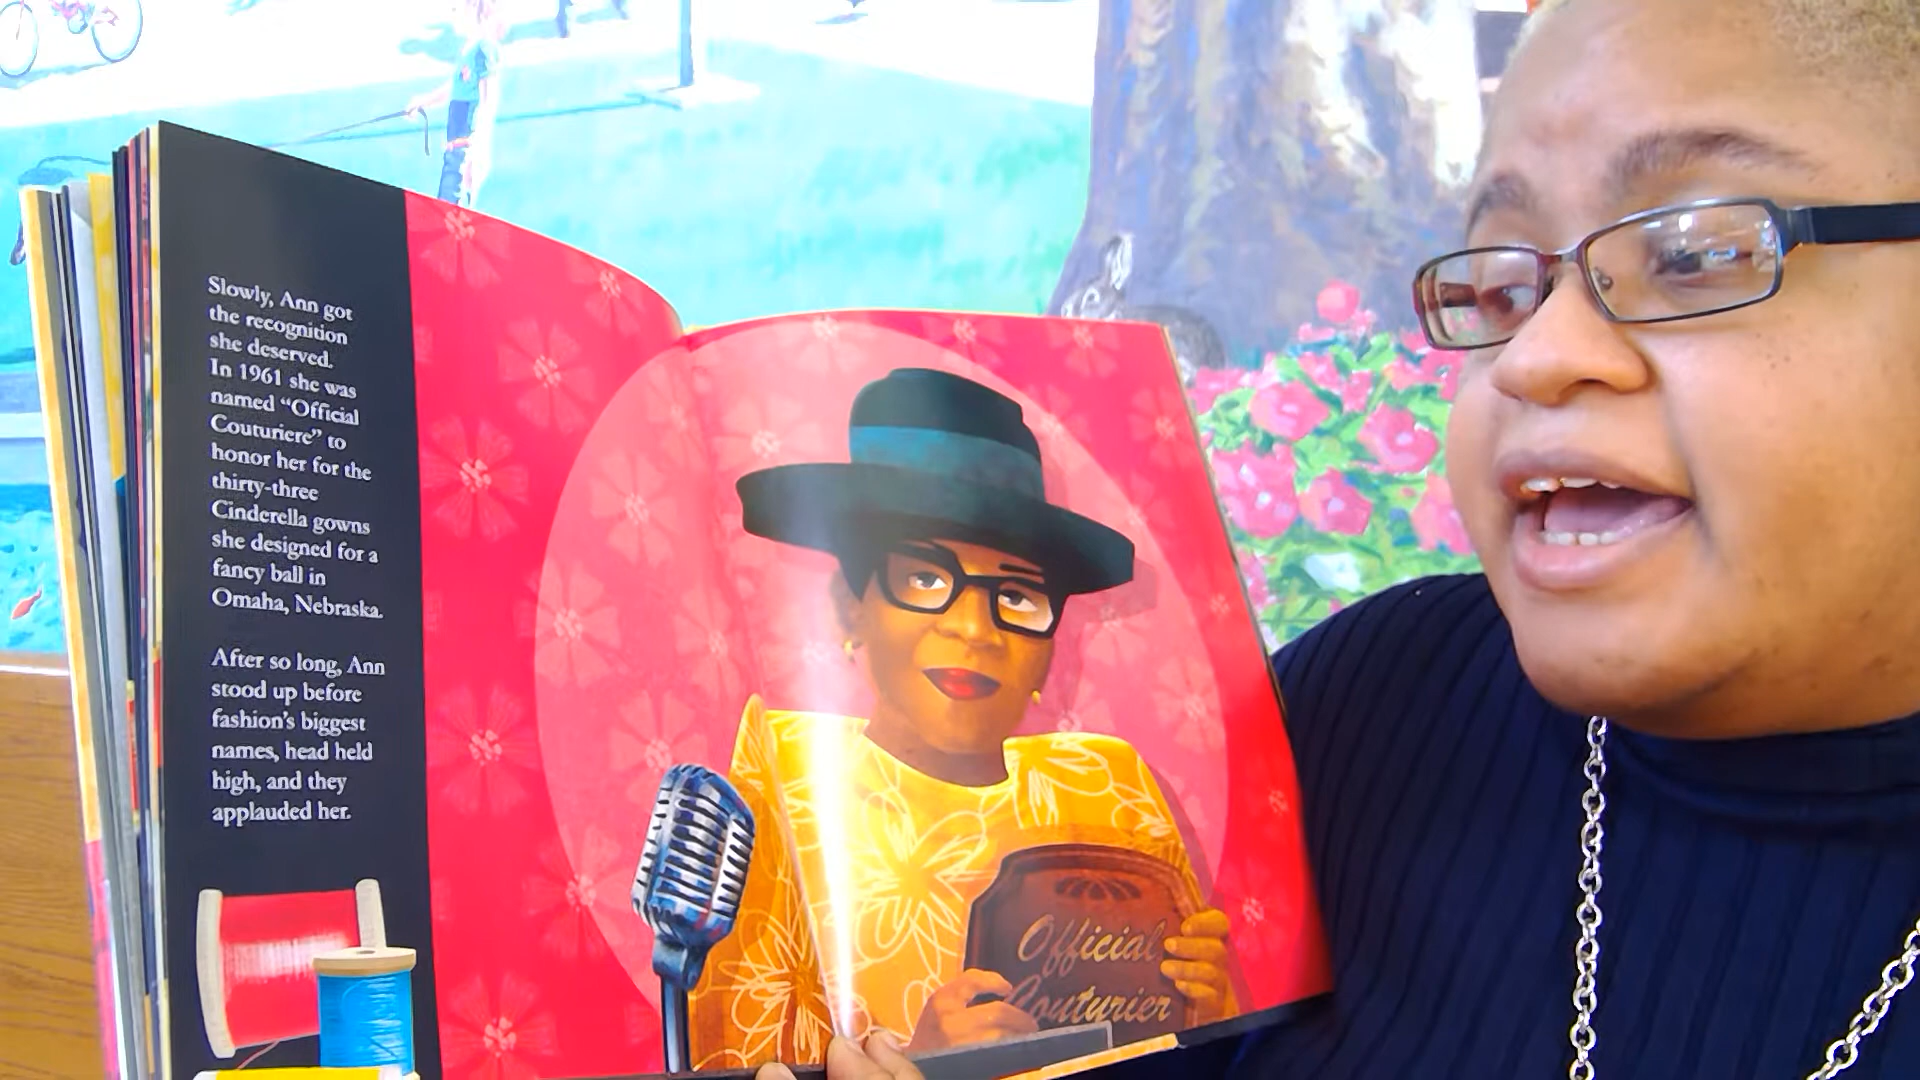 Slowly, Ann got
the recognition
she deserved.
In 1961 she was
named “Official
Couturiere” to
honor her for the
thirty-three
Cinderella gowns
she designed for a
fancy ball in
Omaha, Nebraska.
After so long, Ann
stood up before
fashion’s biggest
names, head held
high, and they
applauded her.
Official
Couturier